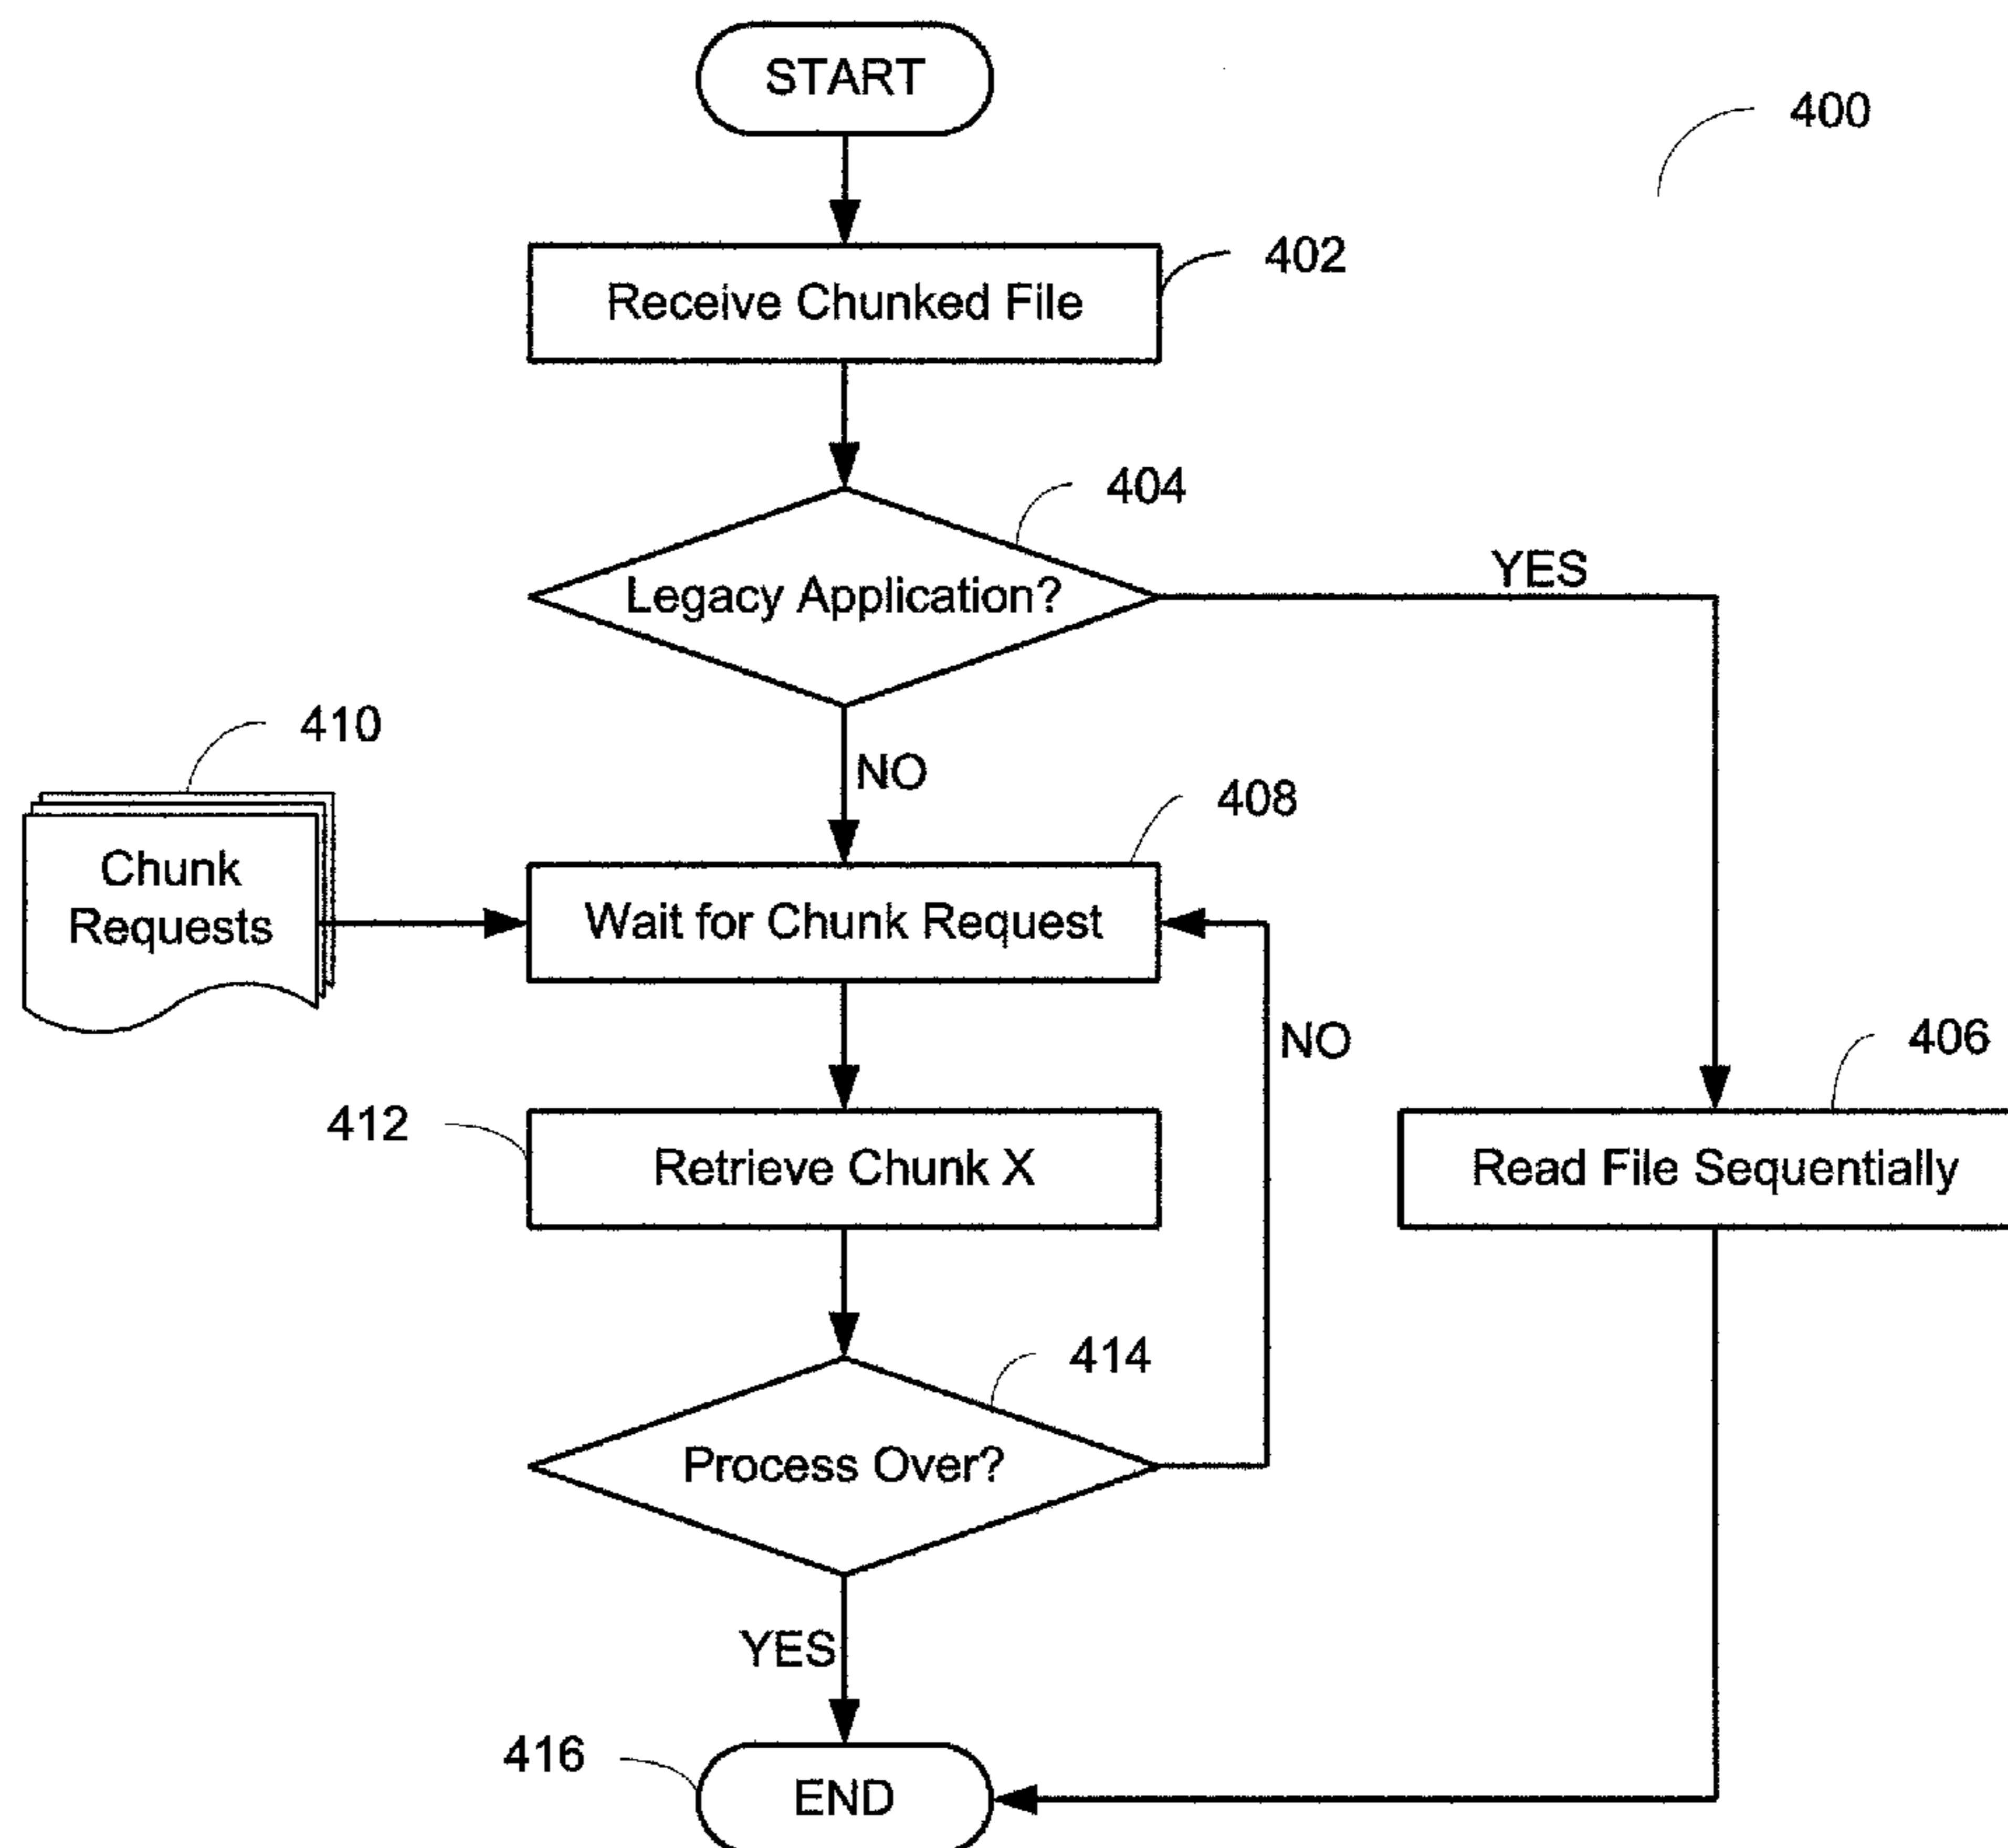 START
400
402
Receive Chunked File
404
Legacy Application?
YES
NO
410
Chunk
Requests
408
Wait for Chunk Request
NO
406
412
Retrieve Chunk X
Read File Sequentially
414
Process Over?
YES
416
END